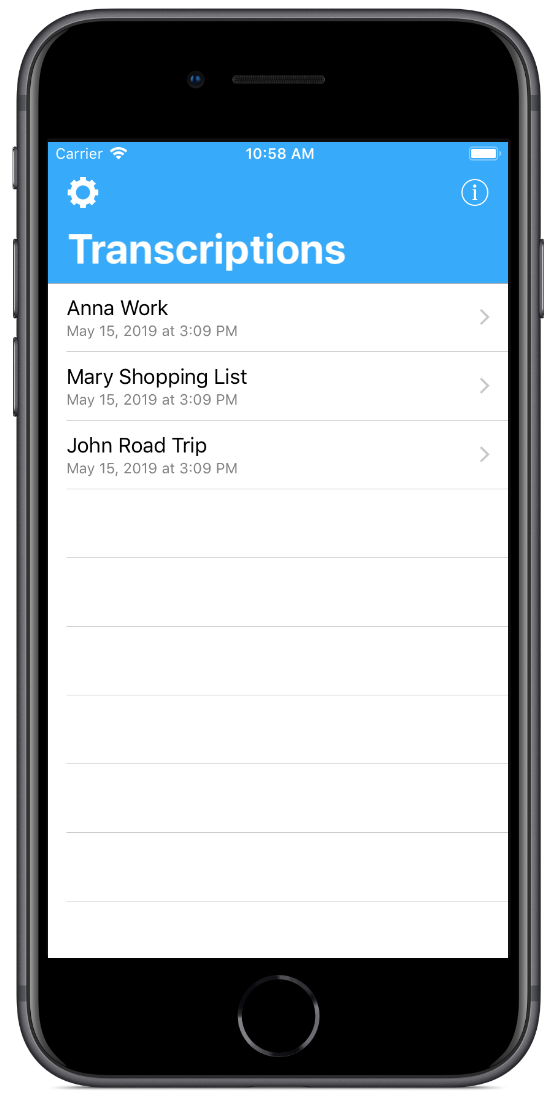 Carrier 10:58 AM
Transcriptions
Anna Work
May 15, 2019 at 3:09 PM
Mary Shopping List
May 15, 2019 at 3:09 PM
John Road Trip
May 15, 2019 at 3:09 PM